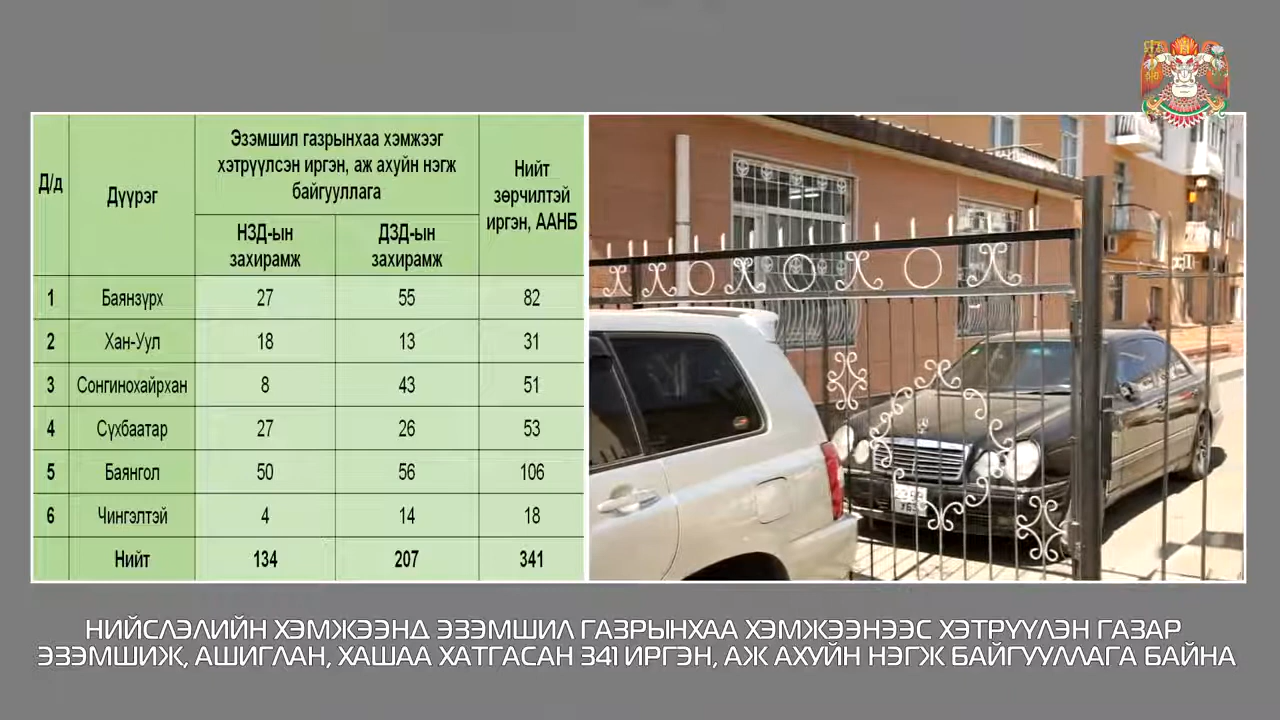 Д/д
Дүүрэг
Эзэмшил газрынхаа хэмжээг
хэтрүүлсэн иргэн, аж ахуйн нэгж
байгууллага
Нийт
зөрчилтэй
иргэн, ААНБ
НЗД-ын
захирамж
ДЗД-ын
захирамж
1 Баянзүрх 27 55 82
2 Хан-Уул 18 13 31
3 Сонгинохайрхан 8 43 51
4 Сүхбаатар 27 26 53
5 Баянгол 50 56 106
6 Чингэлтэй 4 14 18
Нийт 134 207 341
НИЙСЛЭЛИЙН ХЭМЖЭЭНД ЭЗЭМШИЛ ГАЗРЫНХАА ХЭМЖЭЭНЭЭС ХЭТРҮҮЛЭН ГАЗАР
ЭЗЭМШИЖ, АШИГЛАН, ХАШАА ХАТГАСАН 341 ИРГЭН, АЖ АХУЙН НЭГЖ БАЙГУУЛЛАГА БАЙНА